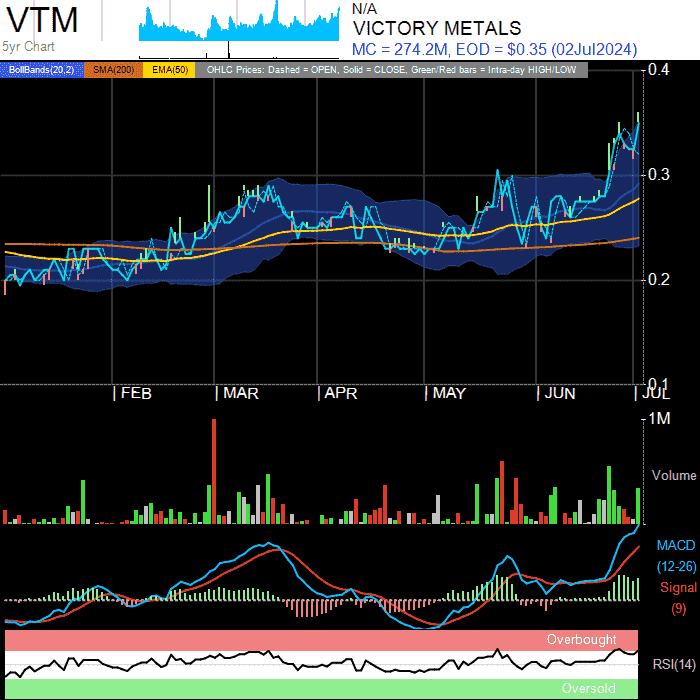 VTM
5yr Chart
N/A
VICTORY METALS
MC = 274.2M, EOD = $0.35 (02Jul2024)
BollBands(20,2) SMA(200) EMA(50) OHLC Prices: Dashed = OPEN, Solid = CLOSE, Green/Red bars = Intra-day HIGH/LOW
0.4
0.3
0.2
0.1
FEB MAR APR MAY JUN JUL
1M
Volume
MACD
(12-26)
Signal
(9)
Overbought
RSI(14)
Oversold